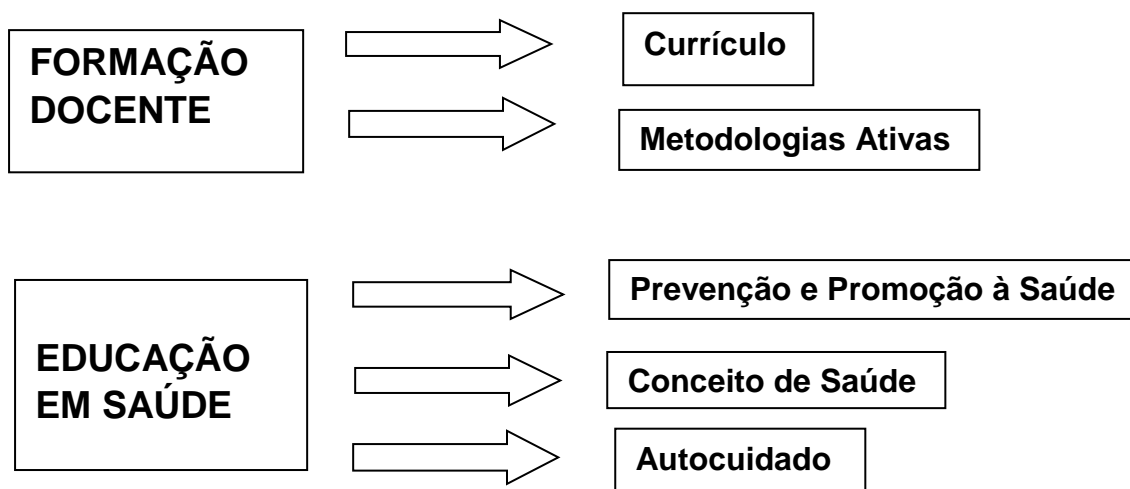 FORMAÇÃO
DOCENTE
Currículo
Metodologias Ativas
EDUCAÇÃO
EM SAÚDE
Prevenção e Promoção à Saúde
Conceito de Saúde
Autocuidado